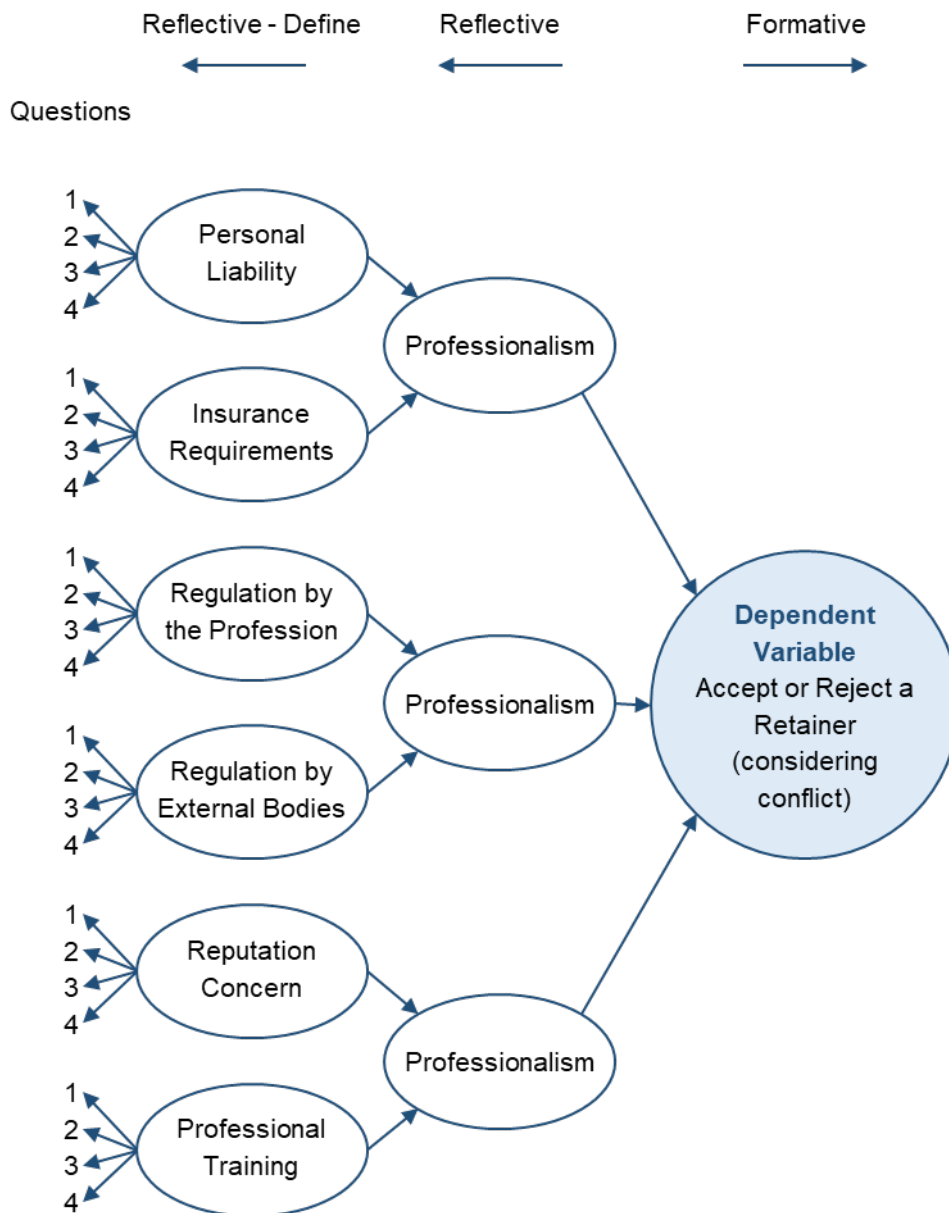 Reflective - Define
Reflective
Formative
Questions
1
2
3
4
Personal
Liability
1
2
3
4
Insurance
Requirements
Professionalism
1
2
3
4
Regulation by
the Profession
1
2
3
4
Regulation by
External Bodies
Professionalism
1
2
3
4
Reputation
Concern
1
2
3
4
Professional
Training
Professionalism
Dependent
Variable
Accept or Reject a
Retainer
(considering
conflict)